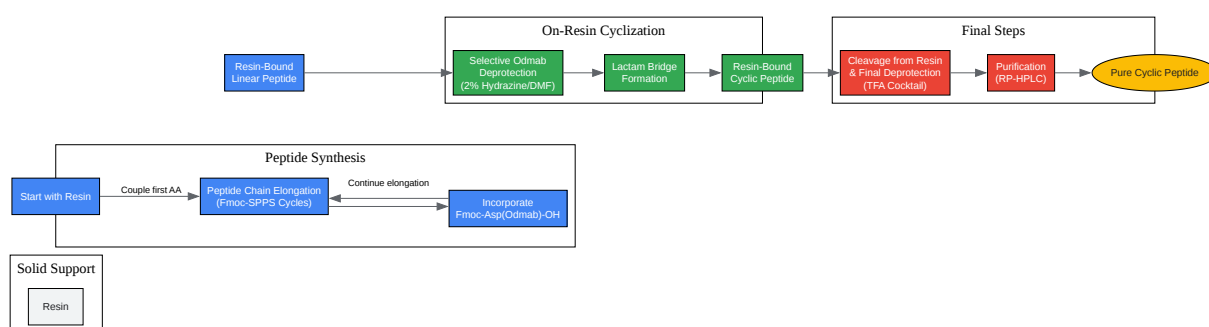 On-Resin Cyclization
Final Steps
Resin-Bound
Linear Peptide
Selective Odmab
Deprotection
(2% Hydrazine/DMF)
Lactam Bridge
Formation
Resin-Bound
Cyclic Peptide
Cleavage from Resin
& Final Deprotection
(TFA Cocktail)
Purification
(RP-HPLC)
Pure Cyclic Peptide
Peptide Synthesis
Start with Resin
Couple first AA
Peptide Chain Elongation
(Fmoc-SPPS Cycles)
Continue elongation
Incorporate
Fmoc-Asp(Odmab)-OH
Solid Support
Resin